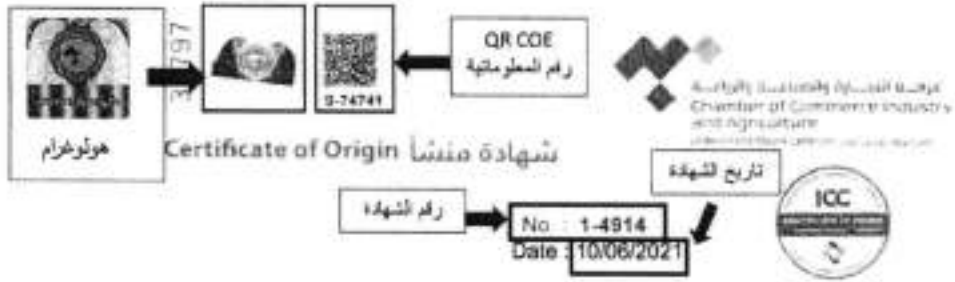 هولوغرام
QR COE
رقم المعلوماتية
S-74741
Chamber of Commerce Industry
and Agriculture
Certificate of Origin شهادة منشأ
تاريخ الشهادة
رقم الشهادة
No : 1-4914
Date : 10/06/2021
ICC